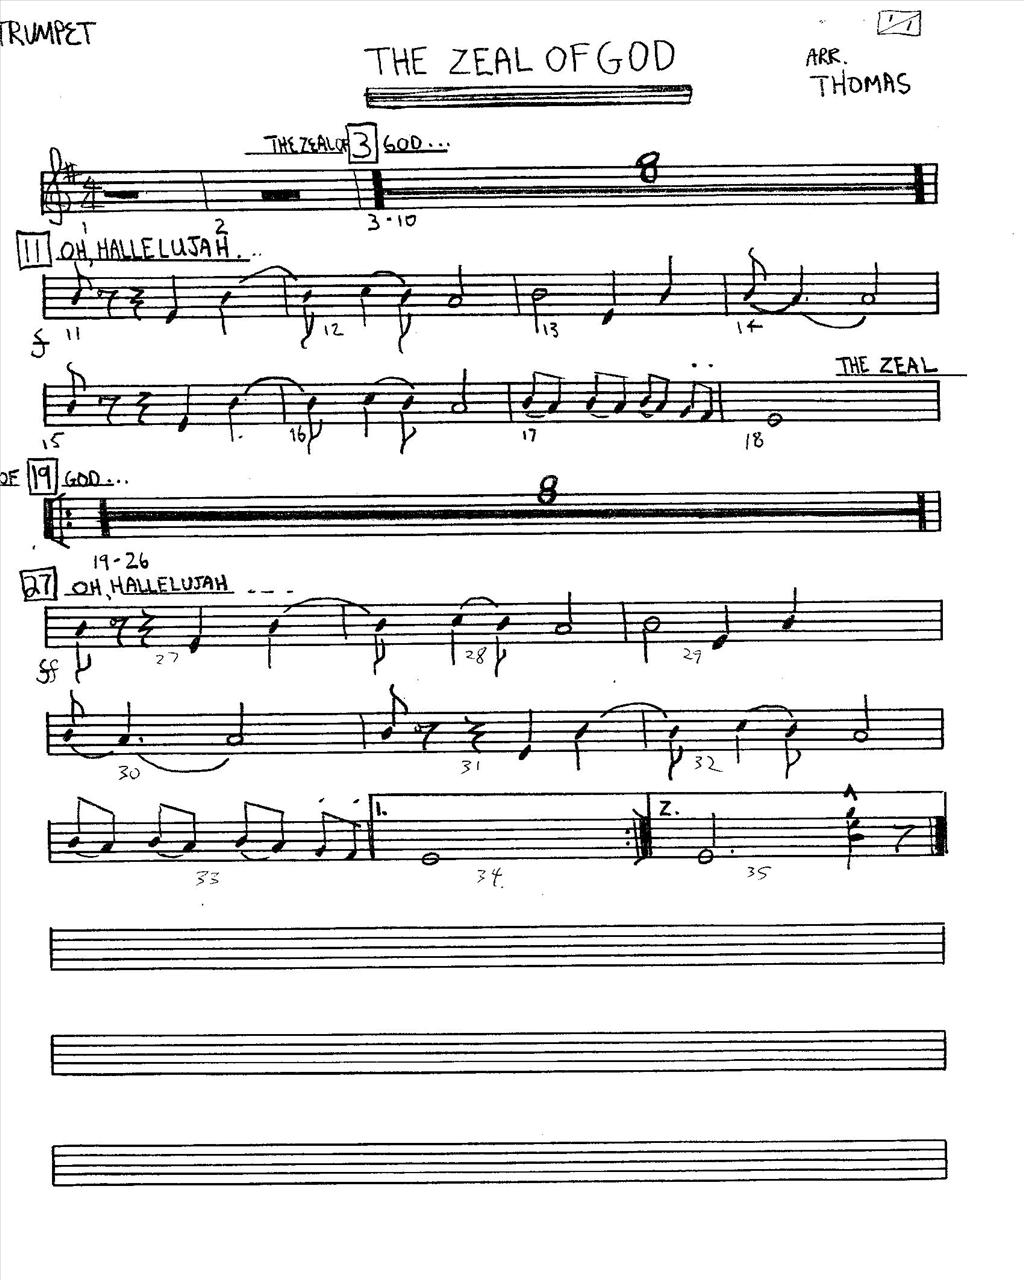 TRUMPET
1/1
THE ZEAL OF GOD
ARR.
THOMAS
THE ZEAL OF 3 GOD...
4
4
8
1 2 3-10
11 OH, HALLELUJAH...
f 11 12 13 14
THE ZEAL
15 16 17 18
OF 19 GOD...
8
19-26
27 OH, HALLELUJAH ---
ff 27 28 29
30 31 32
1. 2.
33 34. 35